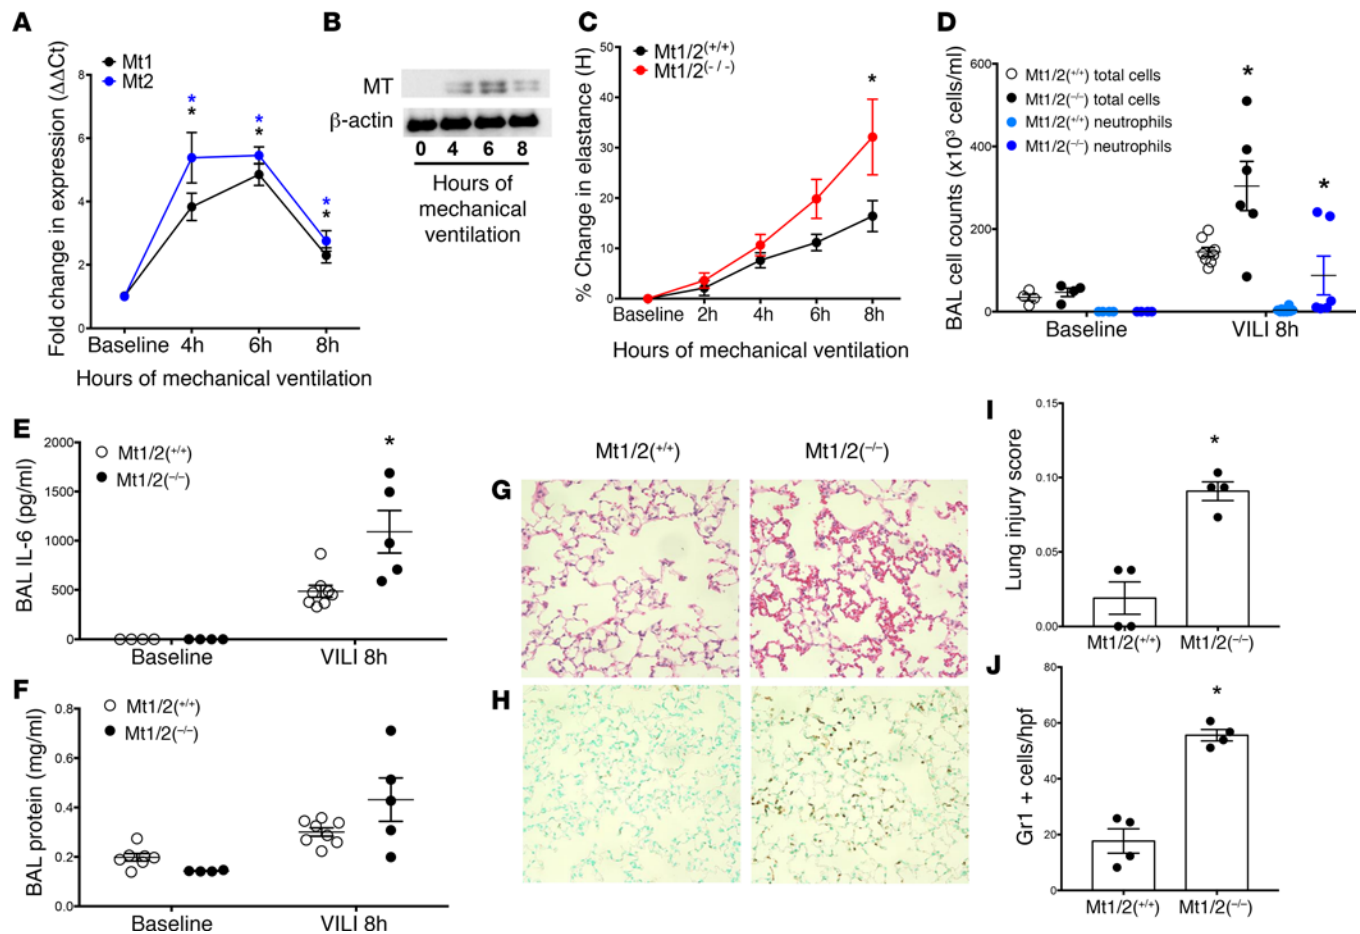 A
Fold change in expression (ΔΔCt)
Mt1
Mt2
8
6
4
2
0
*
*
*
*
*
*
Baseline 4h 6h 8h
Hours of mechanical ventilation
B
MT
β-actin
0 4 6 8
Hours of
mechanical
ventilation
C
% Change in elastance (H)
Mt1/2(+/+)
Mt1/2(-/-)
50
40
30
20
10
0
*
Baseline 2h 4h 6h 8h
Hours of mechanical ventilation
D
BAL cell counts (x10³ cells/ml)
600
400
200
0
Mt1/2(+/+) total cells
Mt1/2(−/−) total cells
Mt1/2(+/+) neutrophils
Mt1/2(−/−) neutrophils
*
*
Baseline VILI 8h
E
BAL IL-6 (pg/ml)
2000
1500
1000
500
0
Mt1/2(+/+)
Mt1/2(−/−)
*
Baseline VILI 8h
F
BAL protein (mg/ml)
0.8
0.6
0.4
0.2
0.0
Mt1/2(+/+)
Mt1/2(−/−)
Baseline VILI 8h
Mt1/2(+/+) Mt1/2(−/−)
G
H
I
Lung injury score
0.15
0.10
0.05
0.00
*
Mt1/2(+/+) Mt1/2(−/−)
J
Gr1 + cells/hpf
80
60
40
20
0
*
Mt1/2(+/+) Mt1/2(−/−)